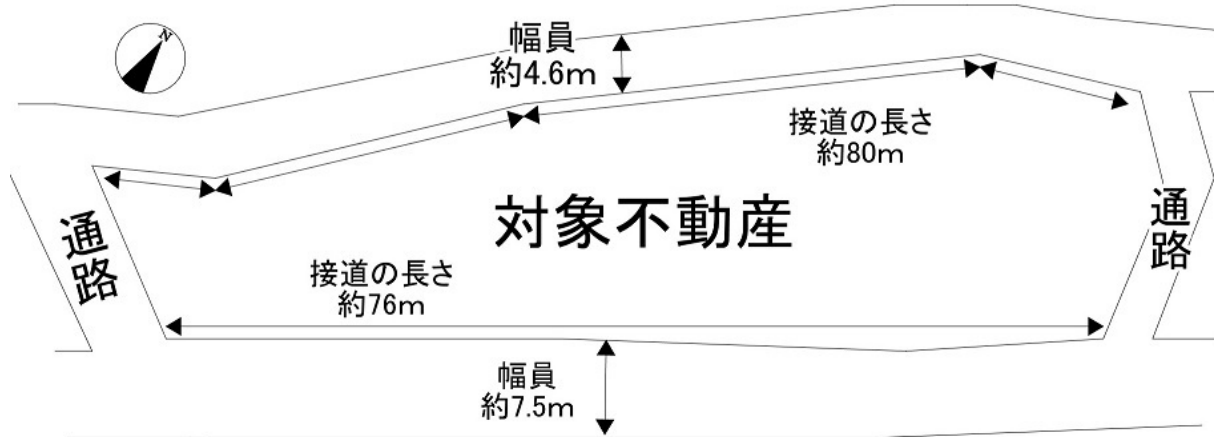 N
幅員
約4.6m
接道の長さ
約80m
通路
対象不動産
通路
接道の長さ
約76m
幅員
約7.5m